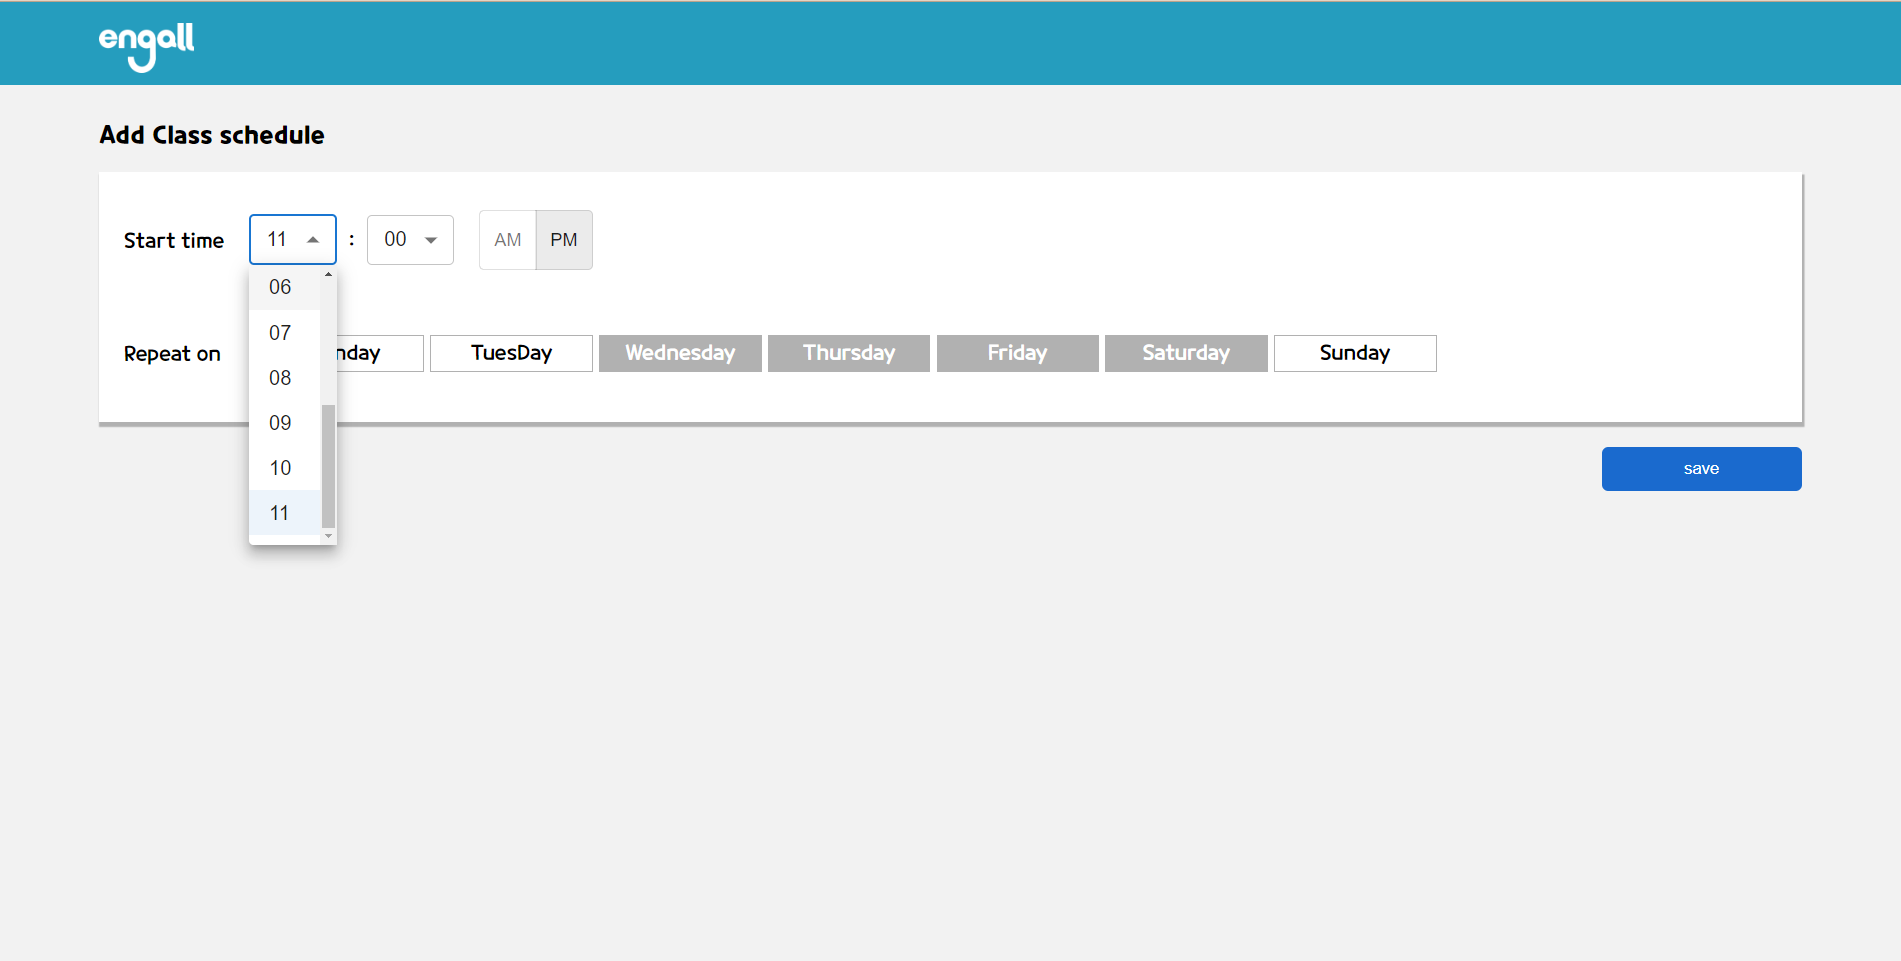 engall
Add Class schedule
Start time 11 : 00 AM PM
06
07
Repeat on nday TuesDay Wednesday Thursday Friday Saturday Sunday
08
09
10
save
11